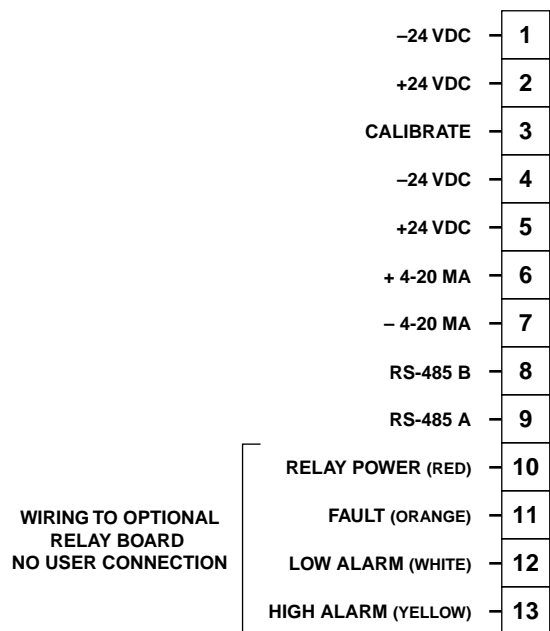 –24 VDC 1
+24 VDC 2
CALIBRATE 3
–24 VDC 4
+24 VDC 5
+ 4-20 MA 6
– 4-20 MA 7
RS-485 B 8
RS-485 A 9
RELAY POWER (RED) 10
FAULT (ORANGE) 11
LOW ALARM (WHITE) 12
HIGH ALARM (YELLOW) 13
WIRING TO OPTIONAL
RELAY BOARD
NO USER CONNECTION